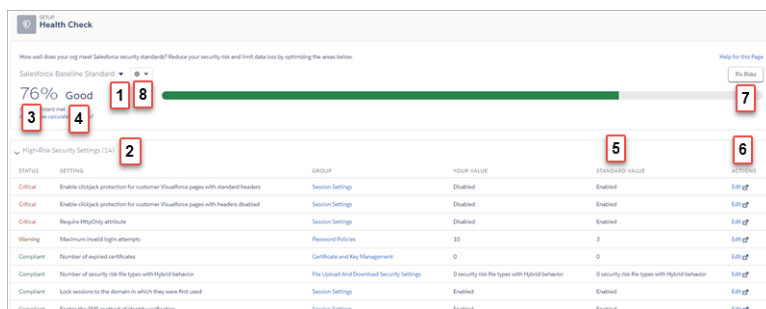 SETUP
Health Check
How well does your org meet Salesforce security standards? Reduce your security risk and limit data loss by optimizing the areas below.
Help for this Page
Salesforce Baseline Standard
1
8
Fix Risks
76% Good
7
3
4
High-Risk Security Settings (14)
2
5
6
STATUS SETTING GROUP YOUR VALUE STANDARD VALUE ACTIONS
Critical Enable clickjack protection for customer Visualforce pages with standard headers Session Settings Disabled Enabled Edit
Critical Enable clickjack protection for customer Visualforce pages with headers disabled Session Settings Disabled Enabled Edit
Critical Require HttpOnly attribute Session Settings Disabled Enabled Edit
Warning Maximum invalid login attempts Password Policies 10 3 Edit
Compliant Number of expired certificates Certificate and Key Management 0 0 Edit
Compliant Number of security risk file types with Hybrid behavior File Upload And Download Security Settings 0 security risk file types with Hybrid behavior 0 security risk file types with Hybrid behavior Edit
Compliant Lock sessions to the domain in which they were first used Session Settings Enabled Enabled Edit